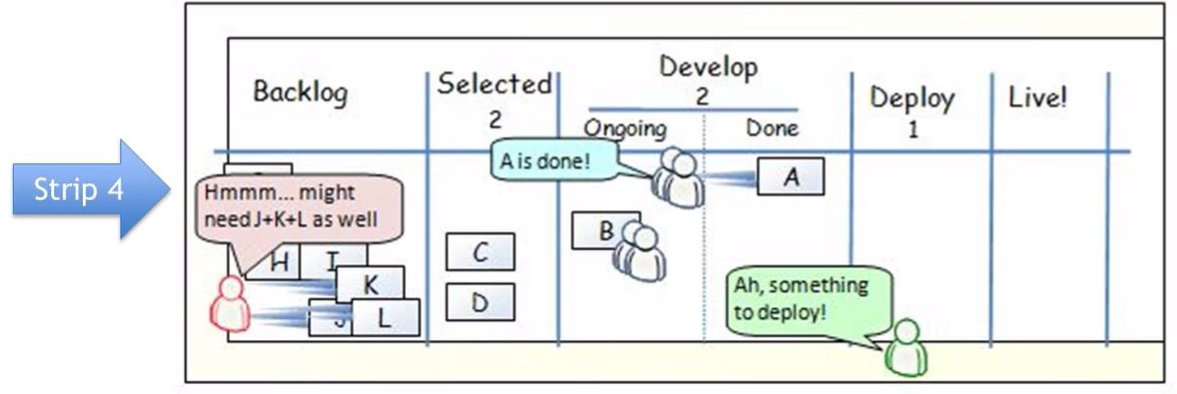 Backlog
Selected
2
Develop
2
Ongoing
Done
Deploy
1
Live!
Strip 4
Hmmm... might
need J+K+L as well
A is done!
A
B
H
I
K
J
L
C
D
Ah, something
to deploy!